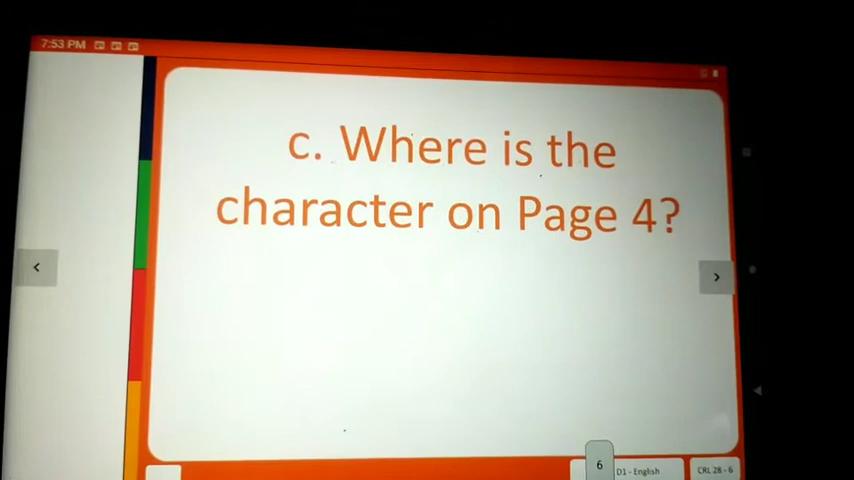 7:53 PM
c. Where is the
character on Page 4?
6
D1 - English
CRL 28 - 6